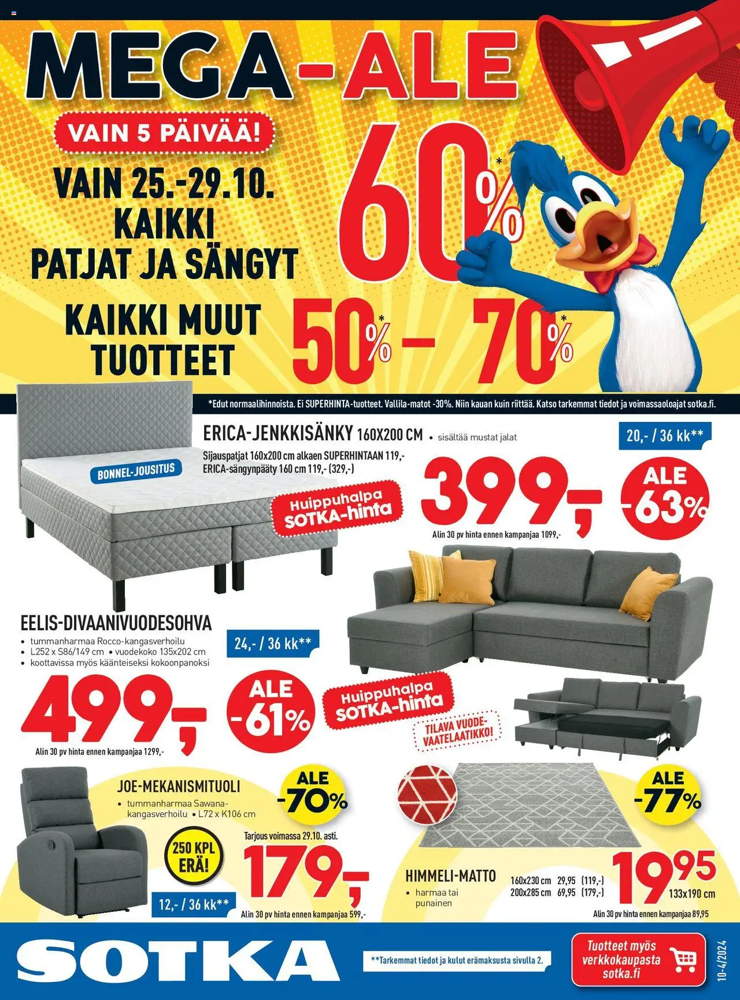 MEGA-ALE
VAIN 5 PÄIVÄÄ!
VAIN 25.-29.10.
KAIKKI
PATJAT JA SÄNGYT
60%*
KAIKKI MUUT
TUOTTEET
50%* – 70%*
*Edut normaalihinnoista. Ei SUPERHINTA-tuotteet. Vallila-matot -30%. Niin kauan kuin riittää. Katso tarkemmat tiedot ja voimassaoloajat sotka.fi.
ERICA-JENKKISÄNKY 160X200 CM • sisältää mustat jalat
Sijauspatjat 160x200 cm alkaen SUPERHINTAAN 119,-
ERICA-sängynpääty 160 cm 119,- (329,-)
BONNEL-JOUSITUS
Huippuhalpa
SOTKA-hinta
20,- / 36 kk**
399,-
ALE
-63%
Alin 30 pv hinta ennen kampanjaa 1099,-
EELIS-DIVAANIVUODESOHVA
• tummanharmaa Rocco-kangasverhoilu
• L252 x S86/149 cm • vuodekoko 135x202 cm
• koottavissa myös käänteiseksi kokoonpanoksi
24,- / 36 kk**
499,-
ALE
-61%
Alin 30 pv hinta ennen kampanjaa 1299,-
Huippuhalpa
SOTKA-hinta
TILAVA VUODE-
VAATELAATIKKO!
JOE-MEKANISMITUOLI
• tummanharmaa Sawana-
kangasverhoilu • L72 x K106 cm
ALE
-70%
250 KPL
ERÄ!
Tarjous voimassa 29.10. asti.
179,-
12,- / 36 kk**
Alin 30 pv hinta ennen kampanjaa 599,-
ALE
-77%
HIMMELI-MATTO
• harmaa tai
punainen
160x230 cm 29,95 (119,-)
200x285 cm 69,95 (179,-)
19 95
133x190 cm
Alin 30 pv hinta ennen kampanjaa 89,95
SOTKA
**Tarkemmat tiedot ja kulut erämaksusta sivulla 2.
Tuotteet myös
verkkokaupasta
sotka.fi
10-4/2024